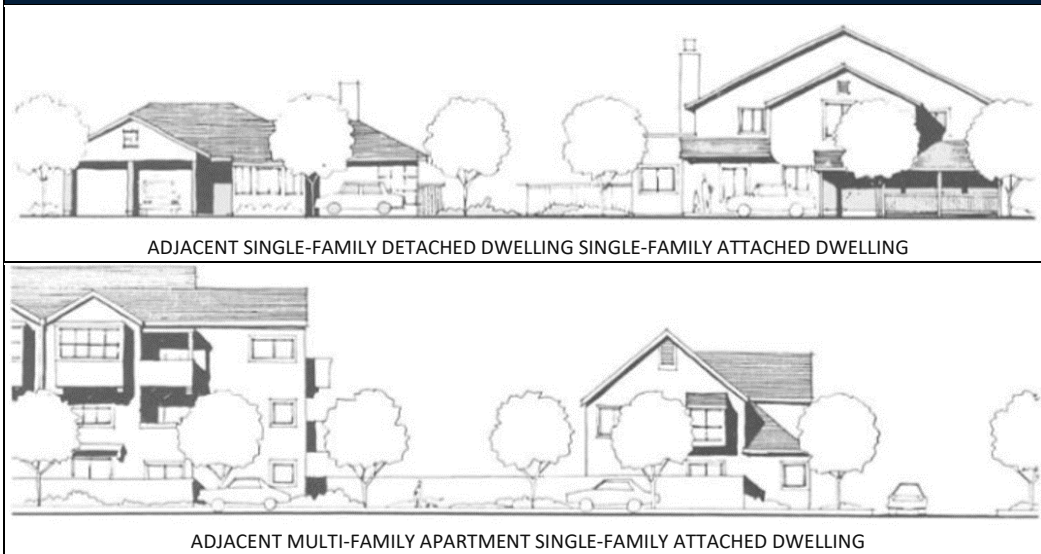 ADJACENT SINGLE-FAMILY DETACHED DWELLING SINGLE-FAMILY ATTACHED DWELLING
ADJACENT MULTI-FAMILY APARTMENT SINGLE-FAMILY ATTACHED DWELLING